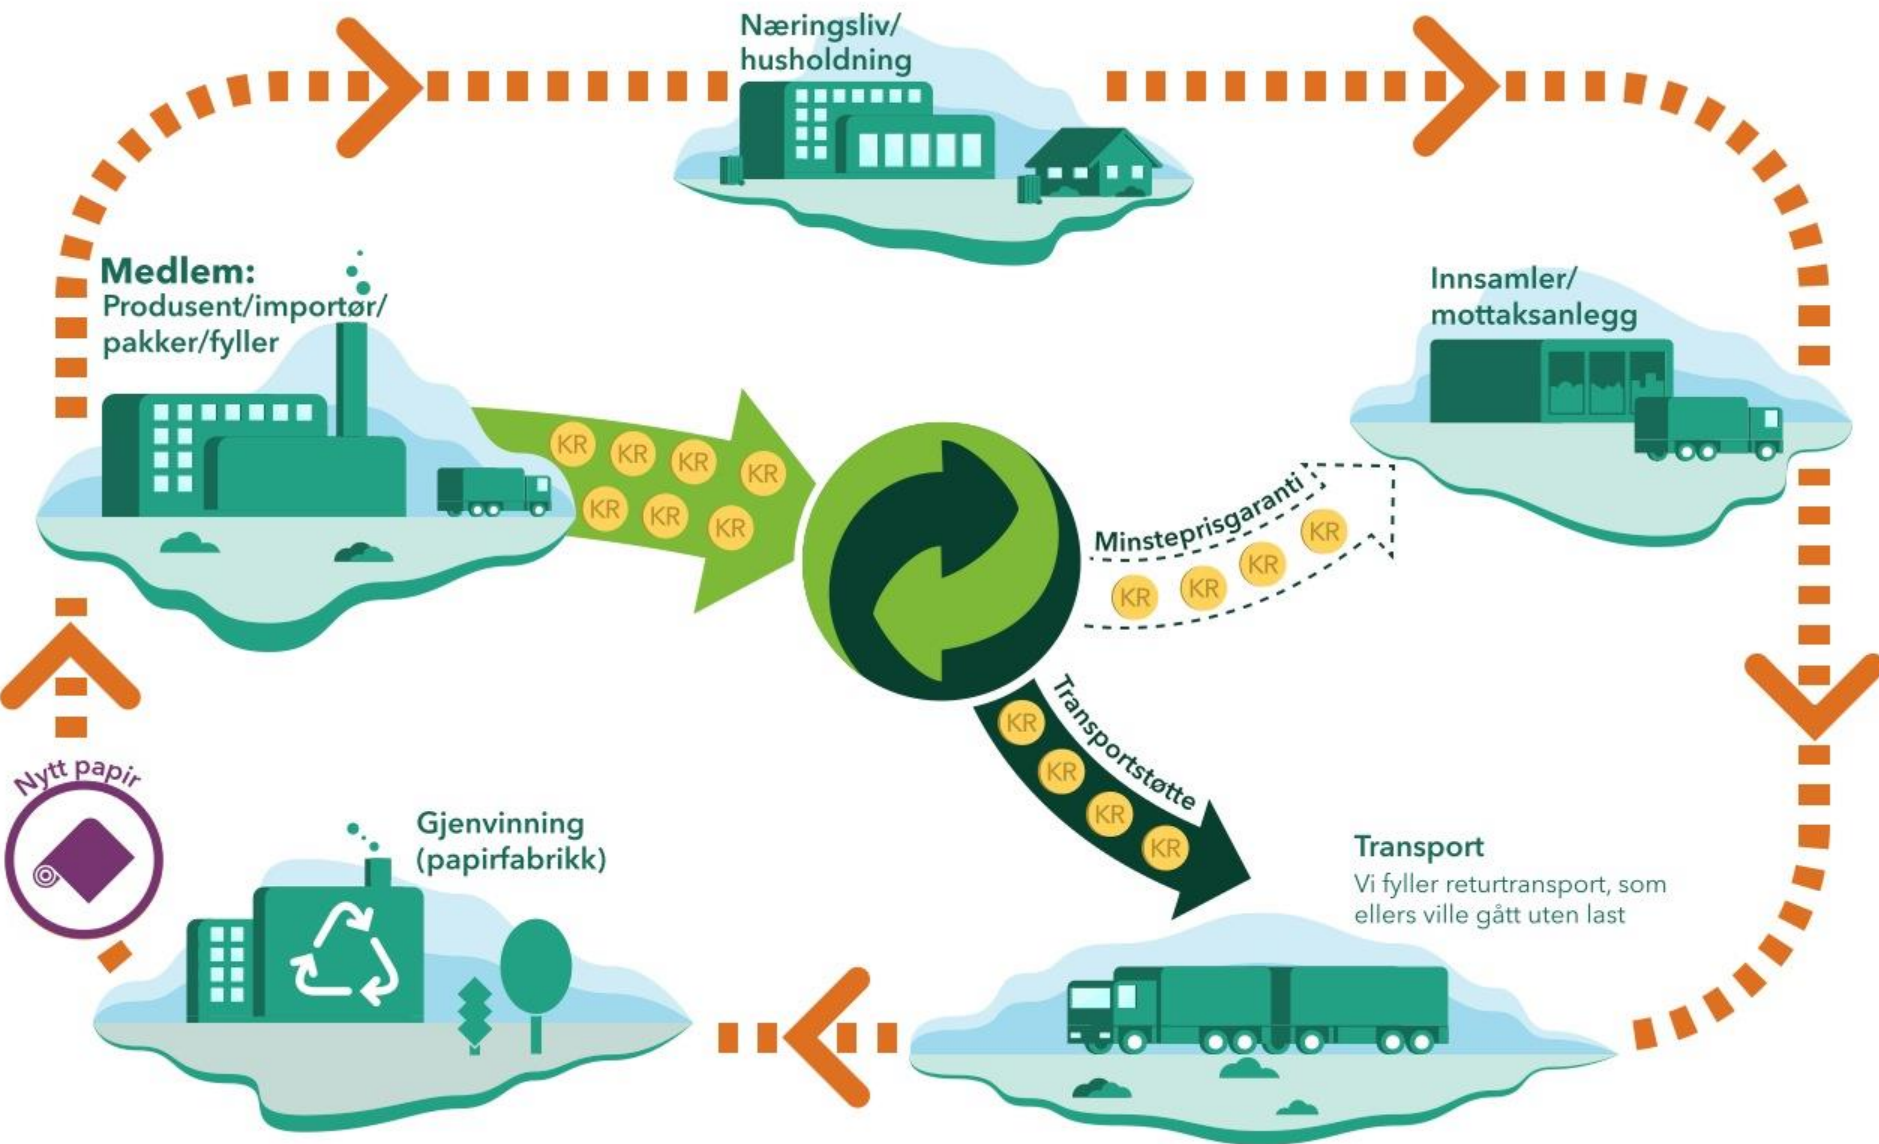 Næringsliv/
husholdning
Medlem:
Produsent/importør/
pakker/fyller
Innsamler/
mottaksanlegg
KR
KR
KR
KR
KR
KR
KR
Minsteprisgaranti
KR
KR
KR
KR
Transportstøtte
KR
KR
KR
KR
Nytt papir
Gjenvinning
(papirfabrikk)
Transport
Vi fyller returtransport, som
ellers ville gått uten last